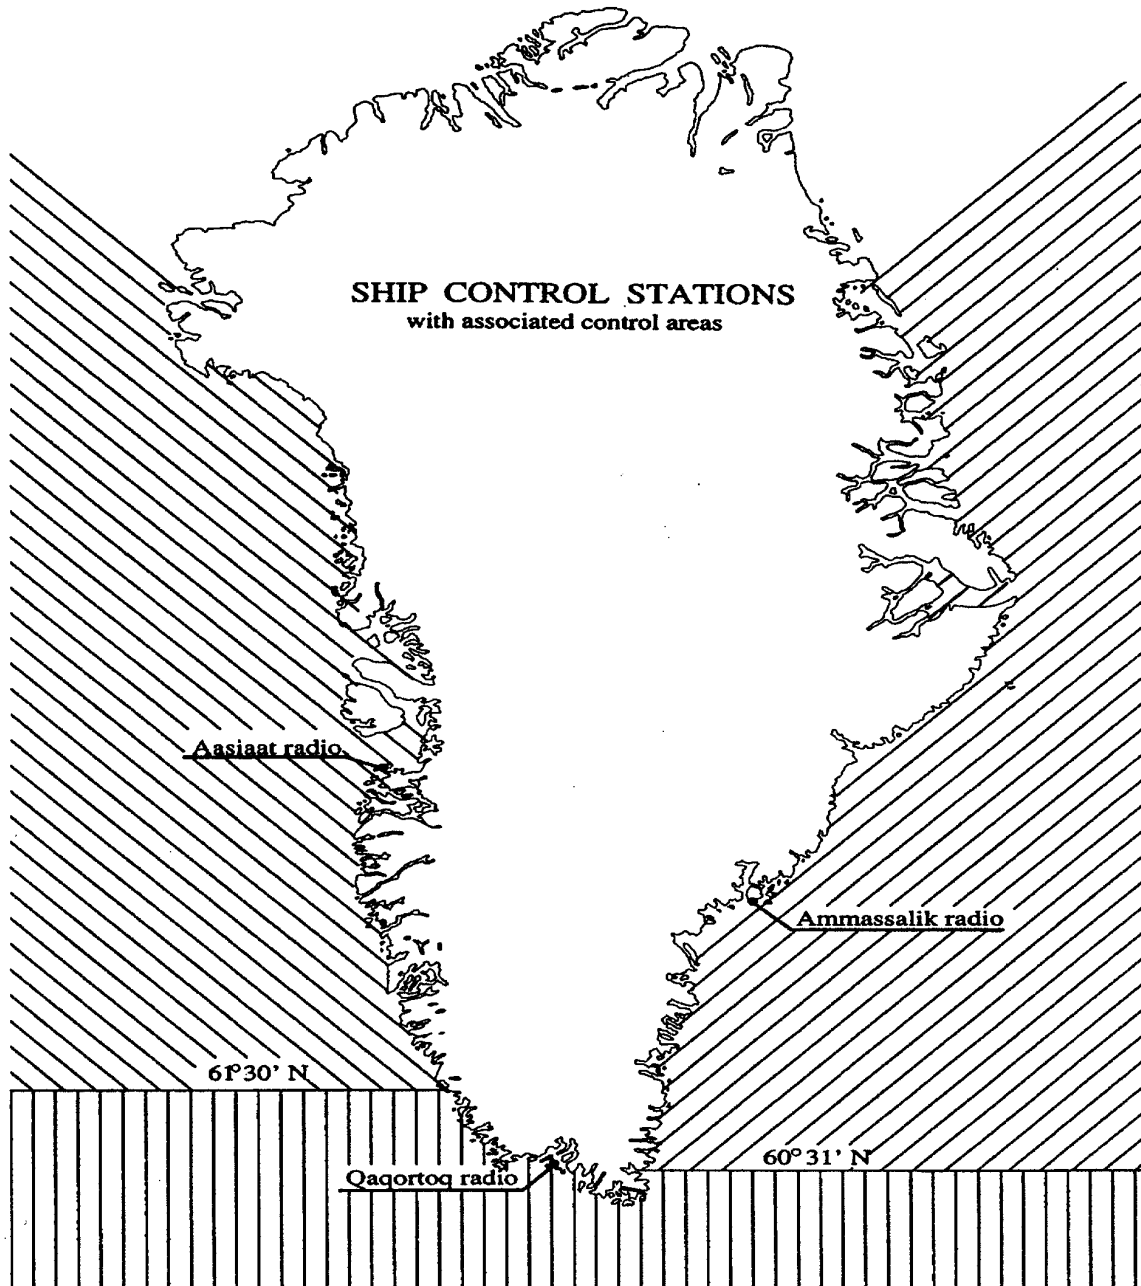 SHIP CONTROL STATIONS
with associated control areas
Aasiaat radio
Ammassalik radio
61°30' N
60°31' N
Qaqortoq radio